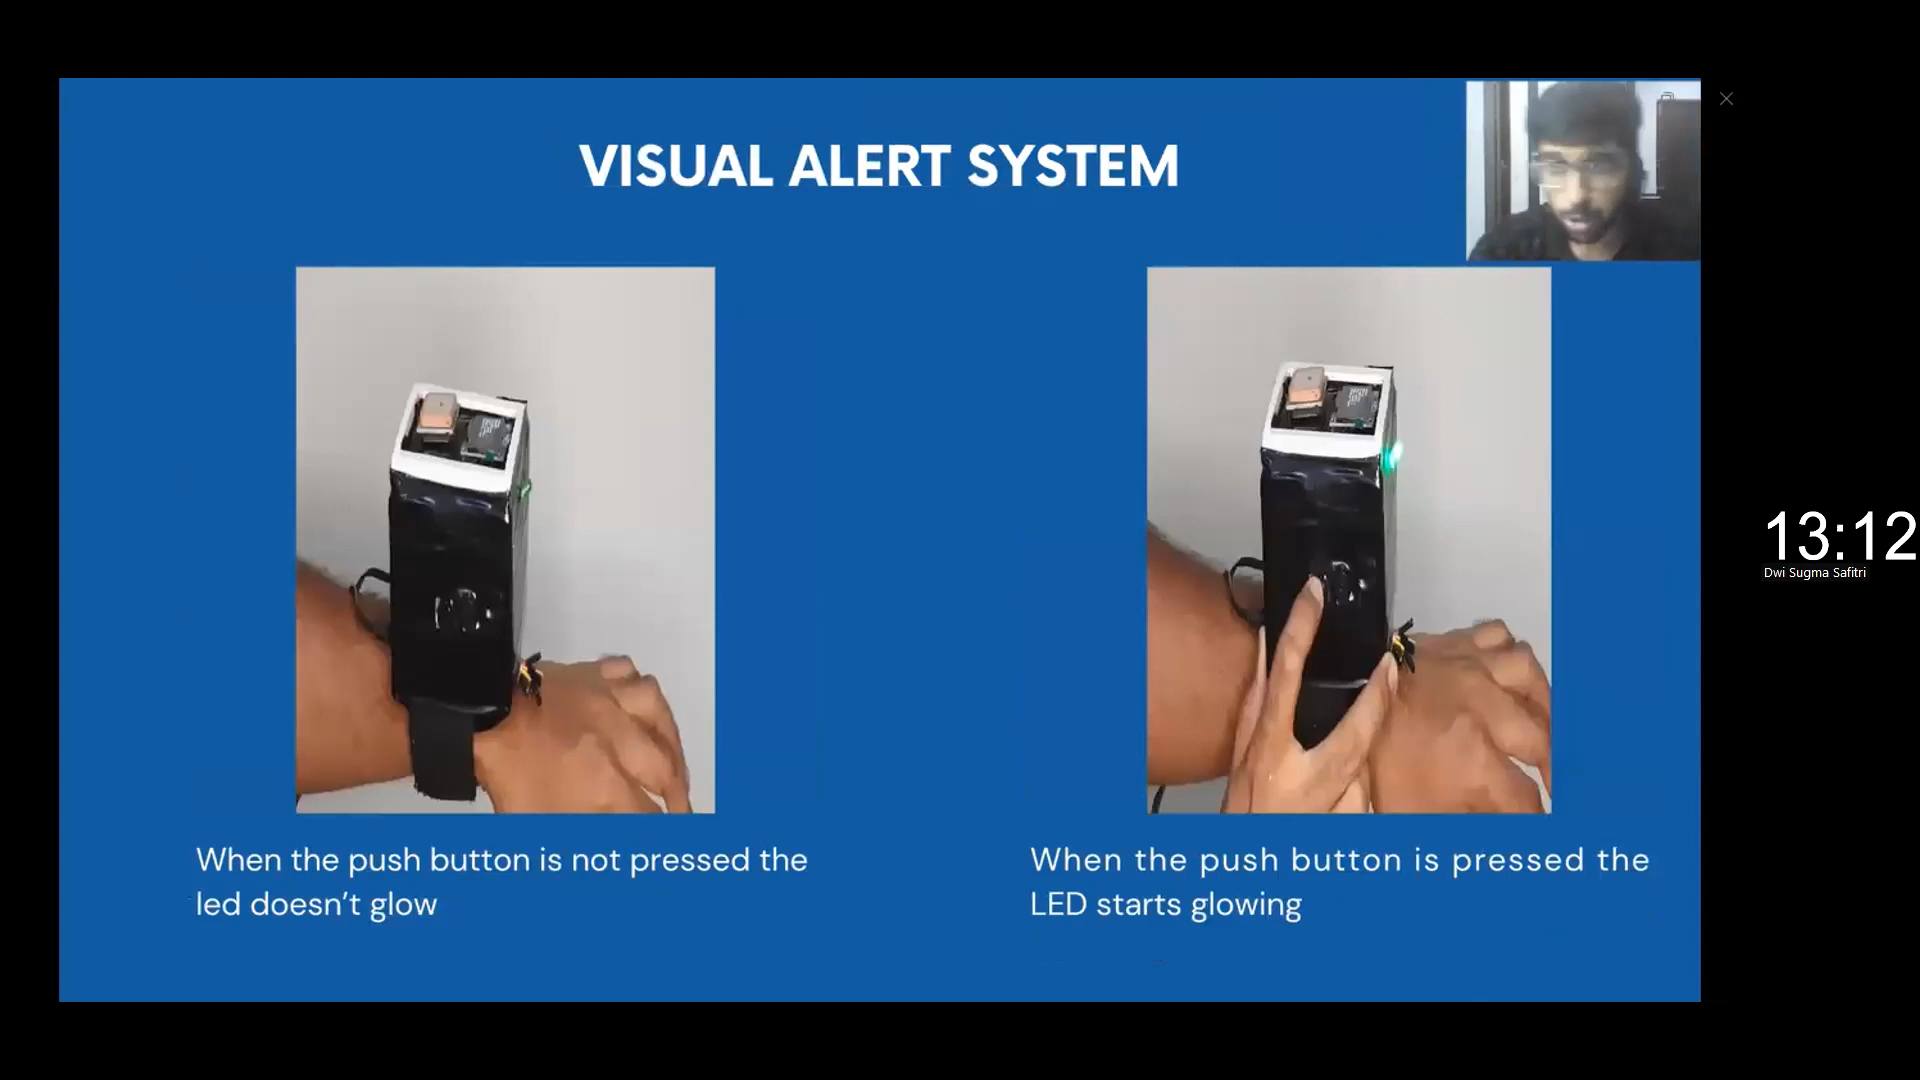 VISUAL ALERT SYSTEM
When the push button is not pressed the
led doesn't glow
When the push button is pressed the
LED starts glowing
13:12
Dwi Sugma Safitri